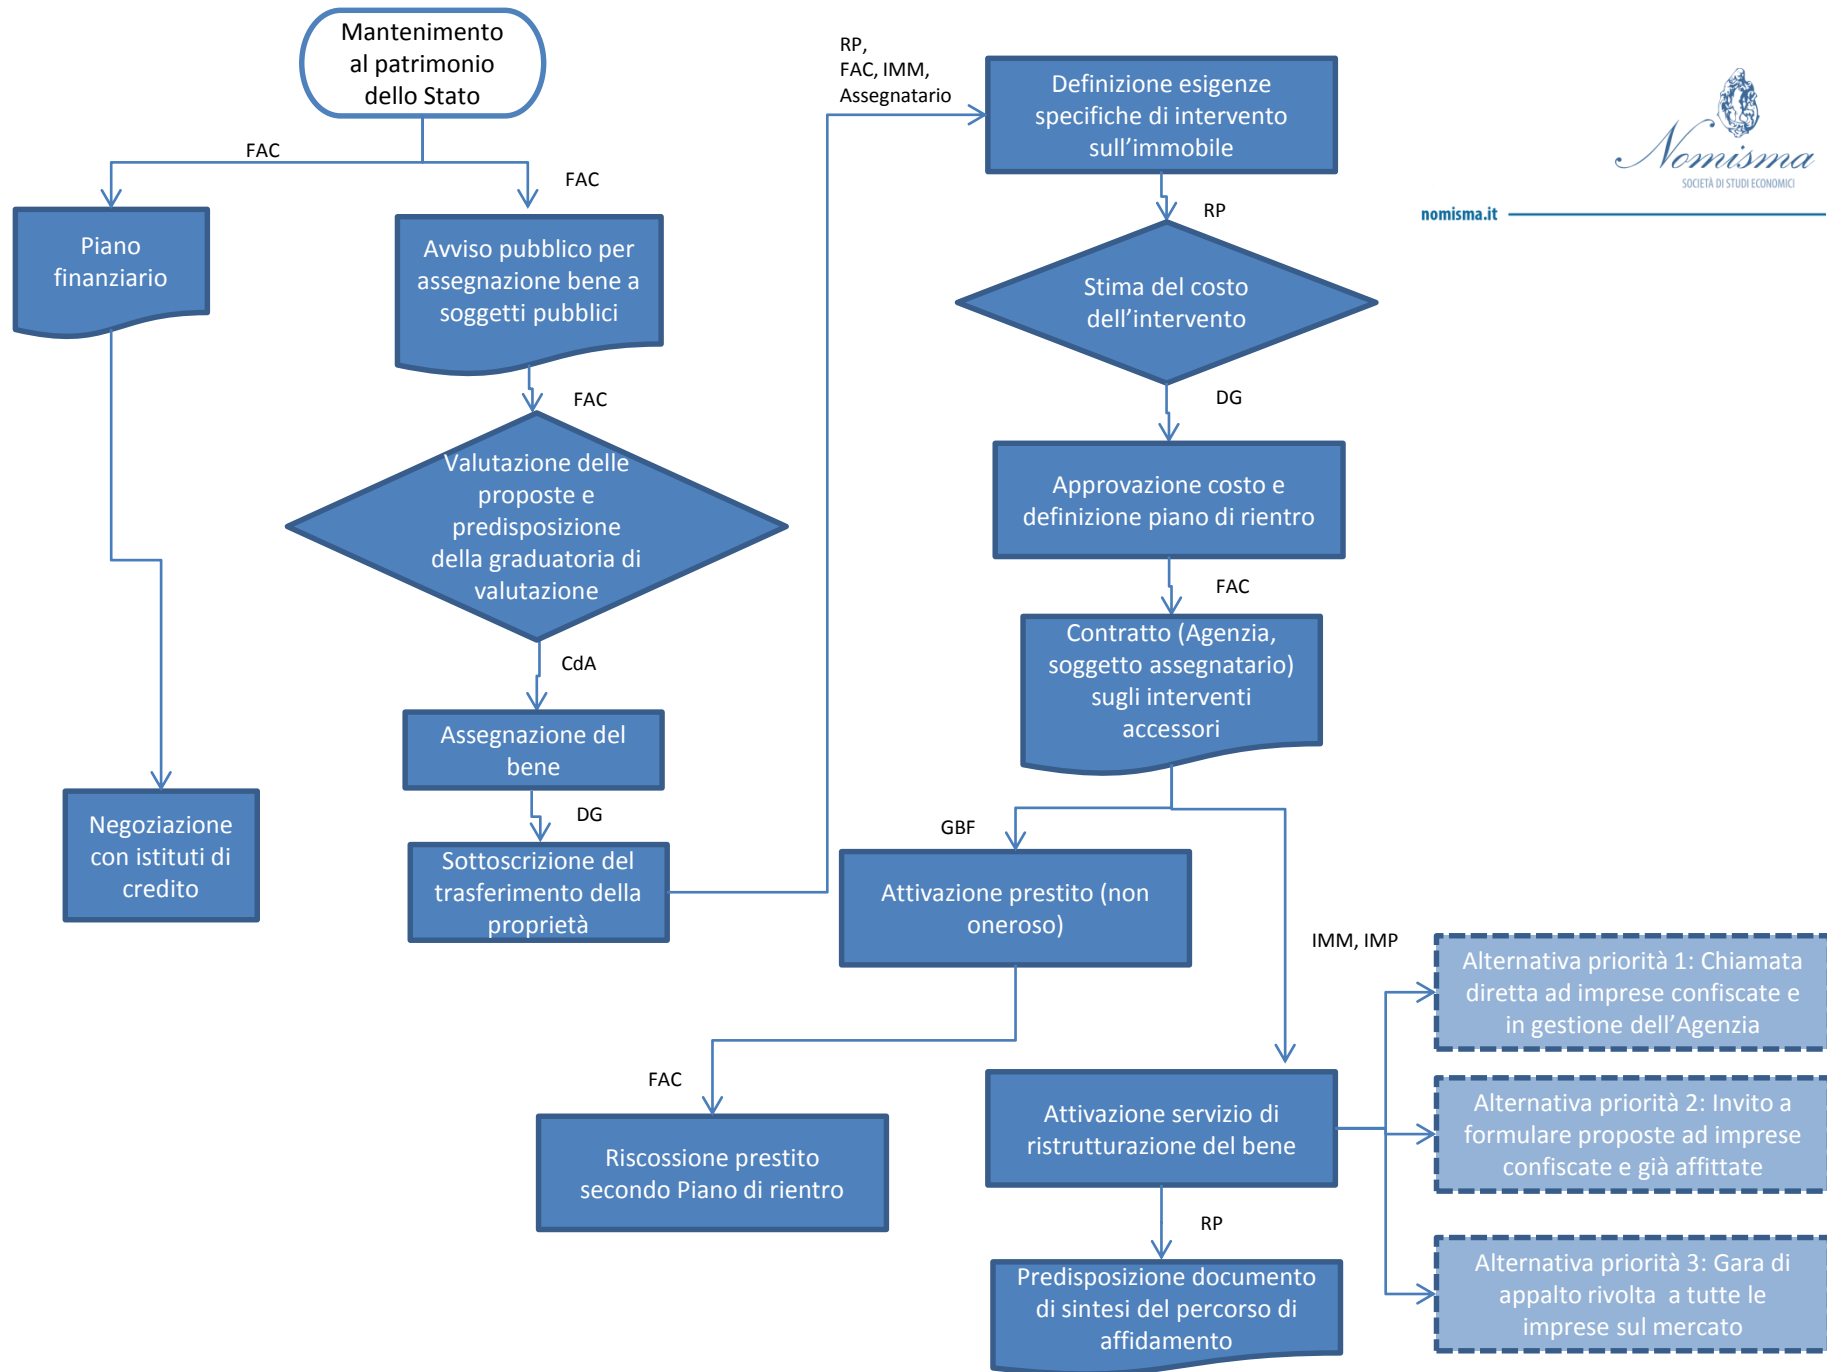 Mantenimento
al patrimonio
dello Stato
FAC
FAC
Piano
finanziario
Avviso pubblico per
assegnazione bene a
soggetti pubblici
FAC
Valutazione delle
proposte e
predisposizione
della graduatoria di
valutazione
CdA
Assegnazione del
bene
DG
Negoziazione
con istituti di
credito
Sottoscrizione del
trasferimento della
proprietà
RP,
FAC, IMM,
Assegnatario
Definizione esigenze
specifiche di intervento
sull'immobile
RP
Stima del costo
dell'intervento
DG
Approvazione costo e
definizione piano di rientro
FAC
Contratto (Agenzia,
soggetto assegnatario)
sugli interventi
accessori
GBF
Attivazione prestito (non
oneroso)
FAC
Riscossione prestito
secondo Piano di rientro
IMM, IMP
Attivazione servizio di
ristrutturazione del bene
RP
Predisposizione documento
di sintesi del percorso di
affidamento
Alternativa priorità 1: Chiamata
diretta ad imprese confiscate e
in gestione dell'Agenzia
Alternativa priorità 2: Invito a
formulare proposte ad imprese
confiscate e già affittate
Alternativa priorità 3: Gara di
appalto rivolta  a tutte le
imprese sul mercato
Nomisma
SOCIETÀ DI STUDI ECONOMICI
nomisma.it